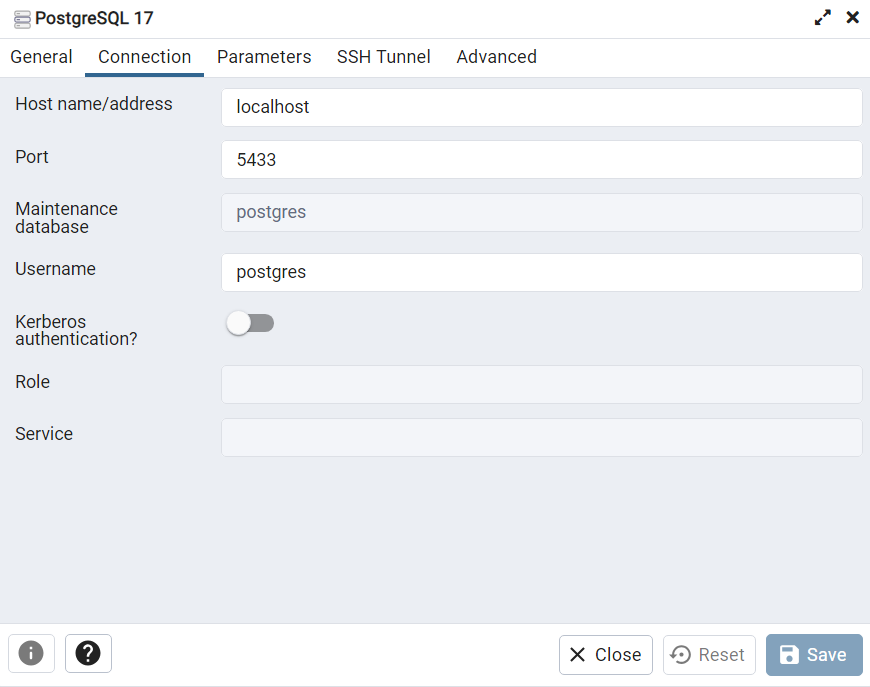 PostgreSQL 17
General Connection Parameters SSH Tunnel Advanced
Host name/address localhost
Port 5433
Maintenance
database postgres
Username postgres
Kerberos
authentication?
Role
Service
Close Reset Save